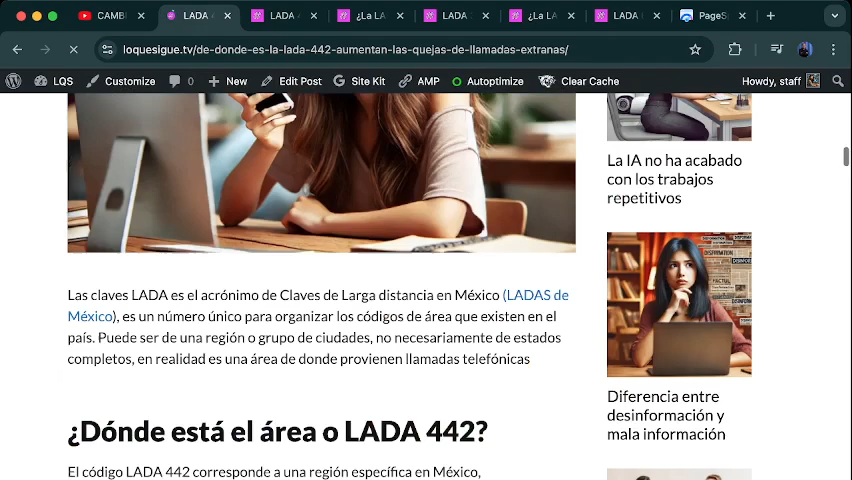 CAMBI
LADA 4
LADA 4
¿La LA
LADA
¿La LA
LADA
PageS
loquesigue.tv/de-donde-es-la-lada-442-aumentan-las-quejas-de-llamadas-extranas/
LQS
Customize
0
New
Edit Post
Site Kit
AMP
Autoptimize
Clear Cache
Howdy, staff
La IA no ha acabado
con los trabajos
repetitivos
Las claves LADA es el acrónimo de Claves de Larga distancia en México (LADAS de
México), es un número único para organizar los códigos de área que existen en el
país. Puede ser de una región o grupo de ciudades, no necesariamente de estados
completos, en realidad es una área de donde provienen llamadas telefónicas
Diferencia entre
desinformación y
mala información
¿Dónde está el área o LADA 442?
El código LADA 442 corresponde a una región específica en México,